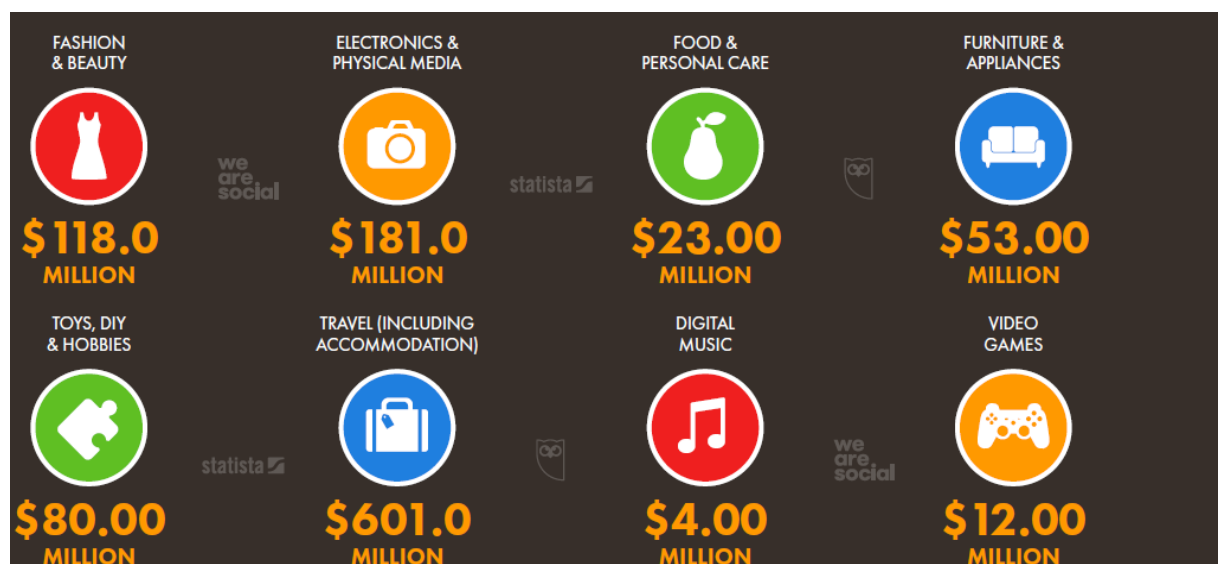 FASHION
& BEAUTY
ELECTRONICS &
PHYSICAL MEDIA
FOOD &
PERSONAL CARE
FURNITURE &
APPLIANCES
we
are
social
statista
$118.0
MILLION
$181.0
MILLION
$23.00
MILLION
$53.00
MILLION
TOYS, DIY
& HOBBIES
TRAVEL (INCLUDING
ACCOMMODATION)
DIGITAL
MUSIC
VIDEO
GAMES
statista
we
are
social
$80.00
MILLION
$601.0
MILLION
$4.00
MILLION
$12.00
MILLION